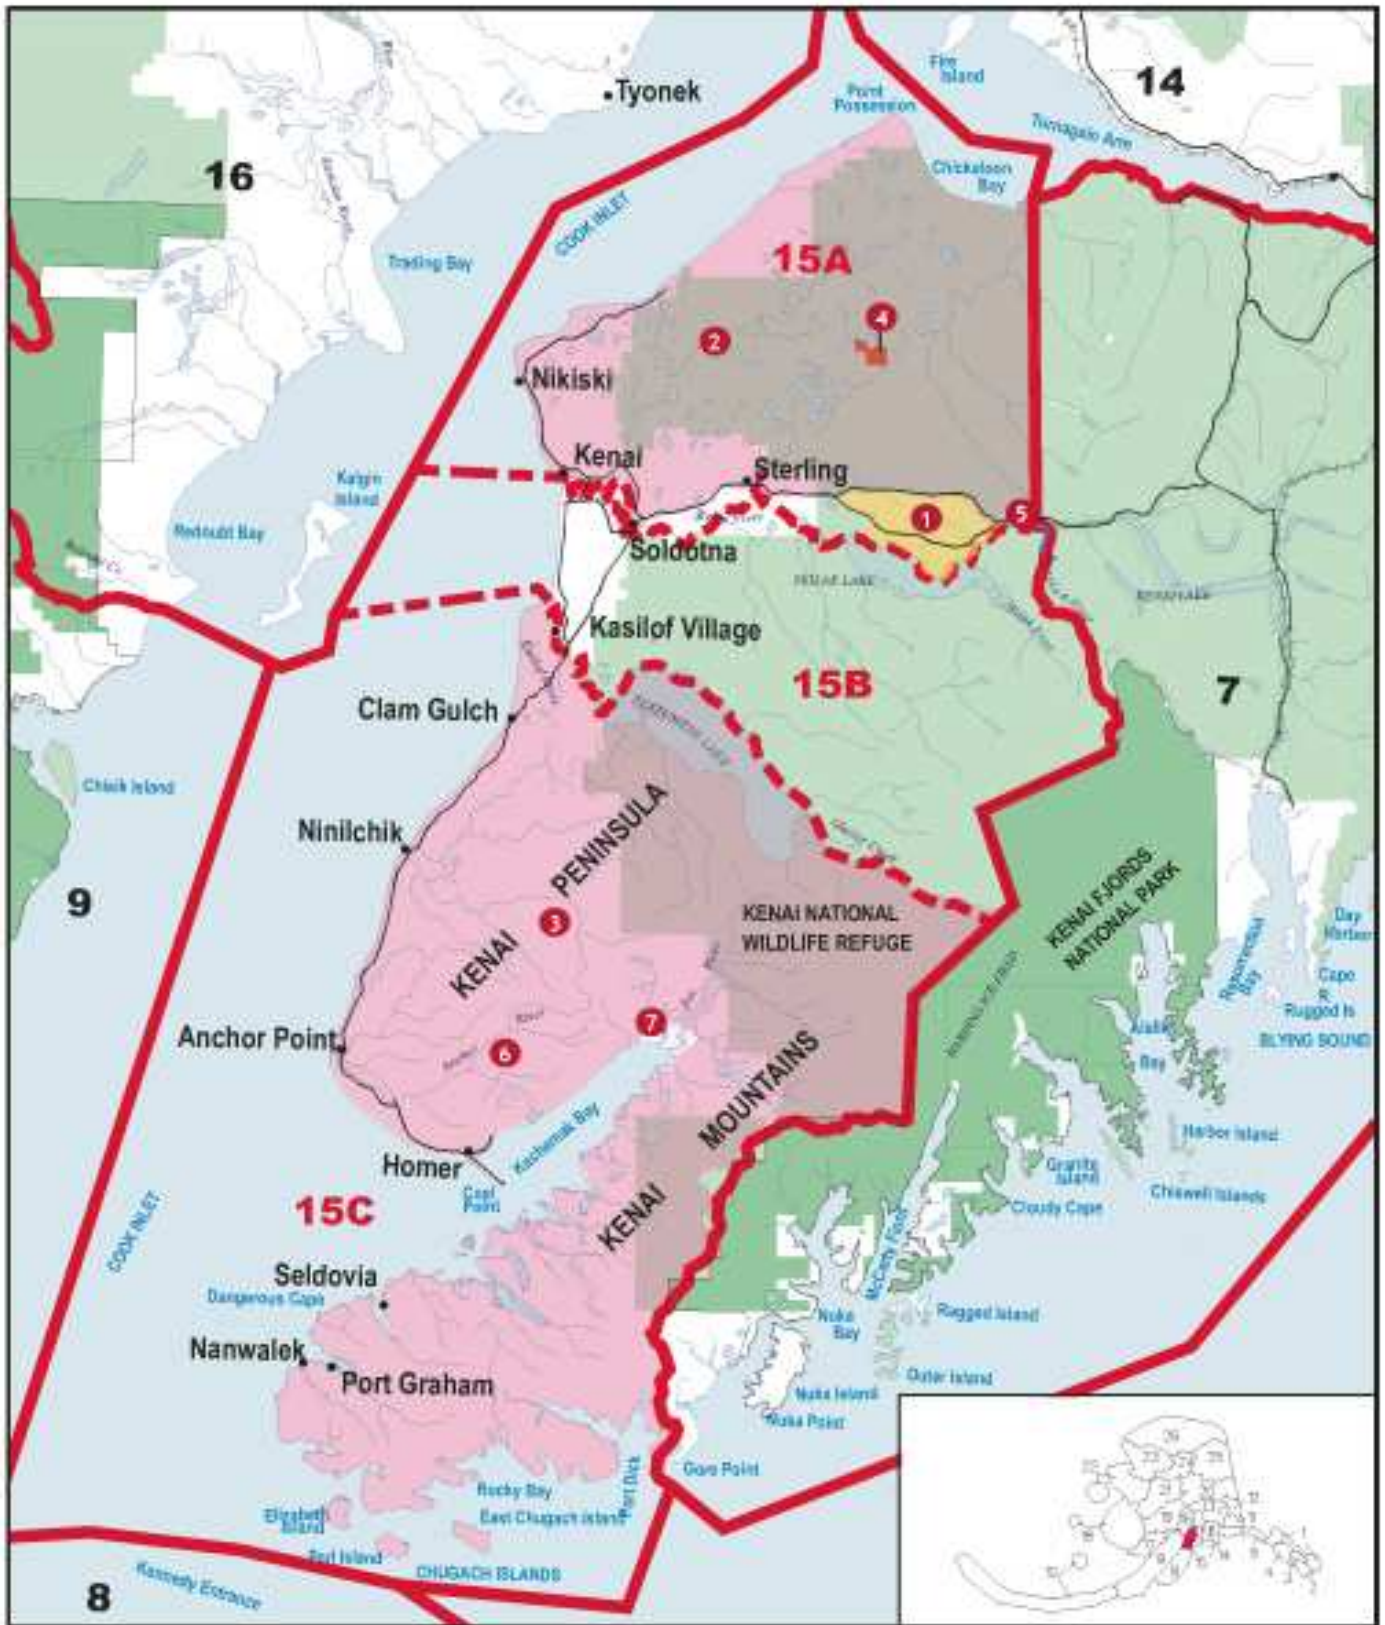 Tyonek
Fire
Island
14
Point
Possession
Turnagain Arm
16
Chickaloon
Bay
COOK INLET
Trading Bay
15A
2
4
Nikiski
Kenai
Sterling
Kalgin
Island
1
5
Redoubt Bay
Soldotna
Kasilof Village
15B
7
Clam Gulch
TUSTUMENA LAKE
Chisik Island
Ninilchik
KENAI PENINSULA
9
3
KENAI NATIONAL
WILDLIFE REFUGE
KENAI FJORDS
NATIONAL PARK
Day
Harbor
Resurrection
Bay
Cape
Rugged Is
BLYING SOUND
7
Anchor Point
River
6
Aialik
Bay
KENAI MOUNTAINS
Kachemak Bay
Harbor Island
Homer
Coal
Point
Granite
Island
Chiswell Islands
Cloudy Cape
15C
COOK INLET
McCarty Fiord
Seldovia
Dangerous Cape
Nuka
Bay
Ragged Island
Nanwalek
Port Graham
Outer Island
Nuka Island
Nuka Point
Port Dick
Gore Point
Rocky Bay
East Chugach Island
Elizabeth
Island
Perl Island
CHUGACH ISLANDS
Kennedy Entrance
8